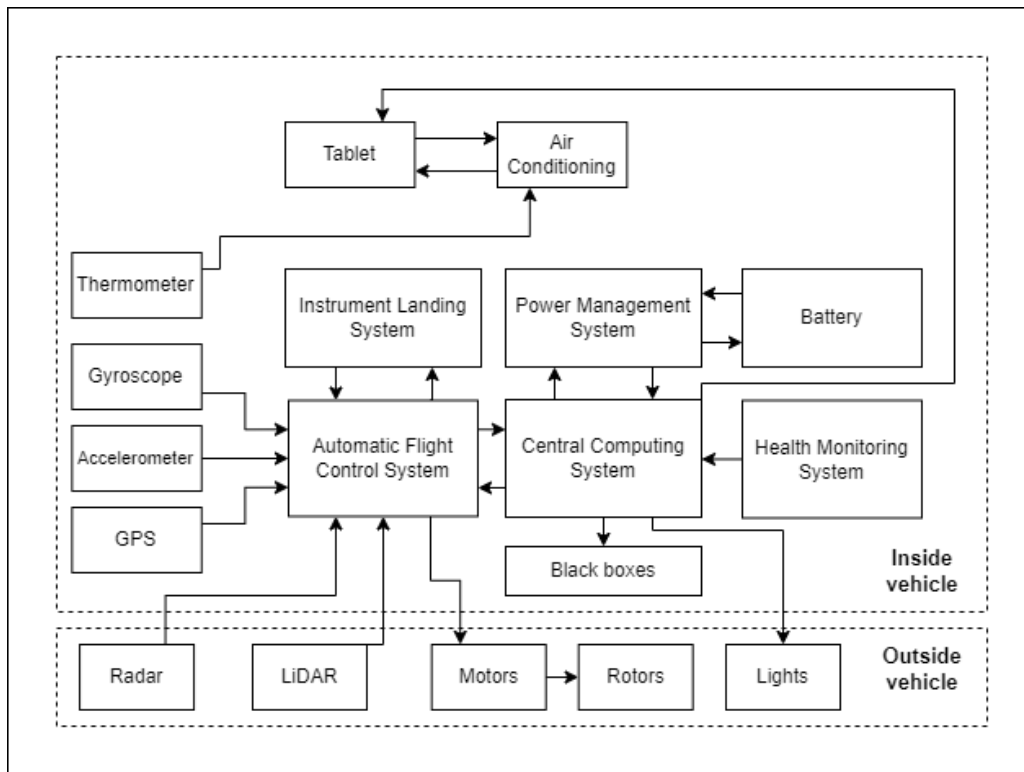 Tablet
Air
Conditioning
Thermometer
Instrument Landing
System
Power Management
System
Battery
Gyroscope
Accelerometer
GPS
Automatic Flight
Control System
Central Computing
System
Health Monitoring
System
Black boxes
Inside
vehicle
Radar
LiDAR
Motors
Rotors
Lights
Outside
vehicle